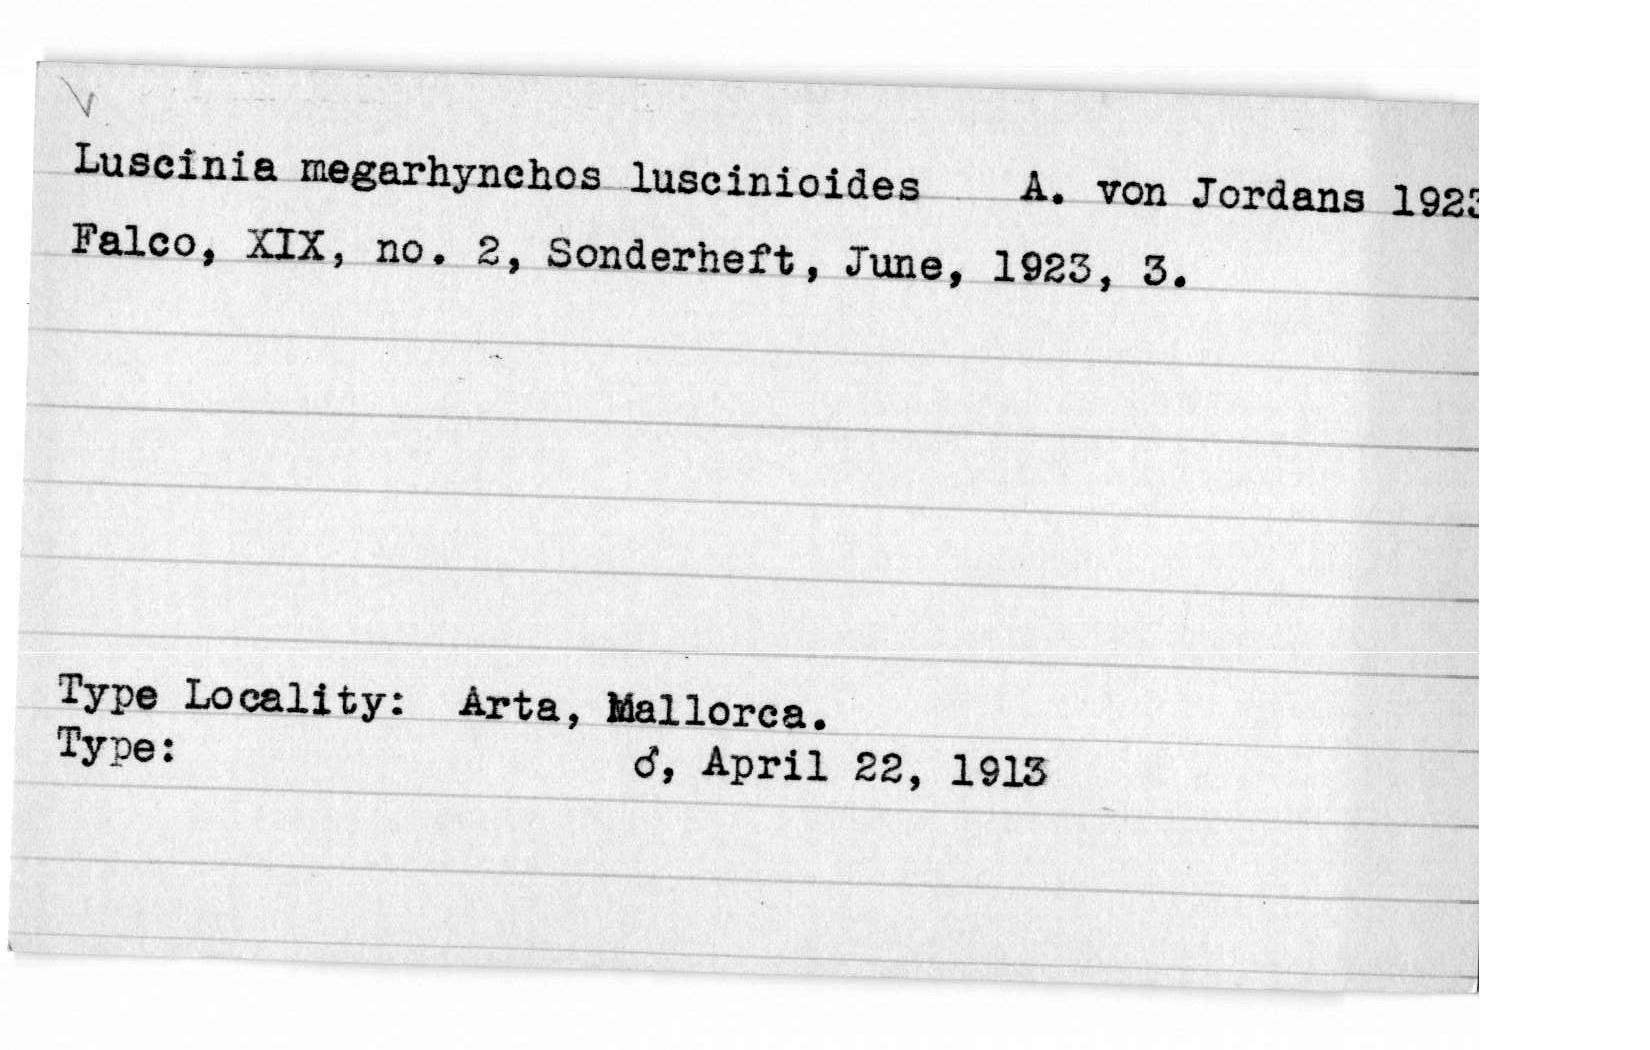 Luscinia megarhynchos luscinioides A. von Jordans 1923
Falco, XIX, no. 2, Sonderheft, June, 1923, 3.
Type Locality: Arta, Mallorca.
Type: ♂, April 22, 1913